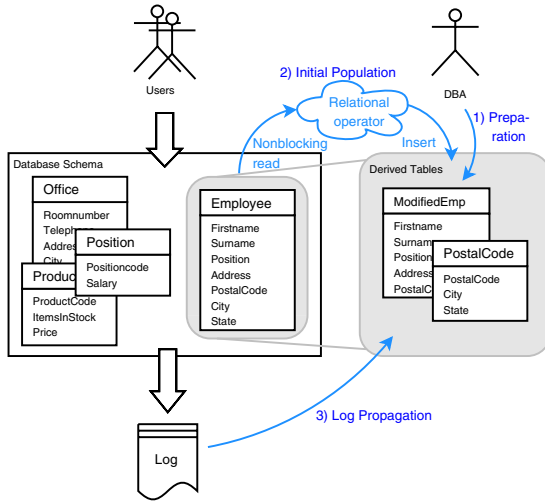 Users
DBA
2) Initial Population
Relational
operator
1) Prepa-
ration
Nonblocking
read
Insert
Database Schema
Office
Roomnumber
Telep
Addres
City
Position
Positioncode
Salary
Produc
ProductCode
ItemsInStock
Price
Employee
Firstname
Surname
Position
Address
PostalCode
City
State
Derived Tables
ModifiedEmp
Firstname
Surname
Position
Address
PostalC
PostalCode
PostalCode
City
State
3) Log Propagation
Log